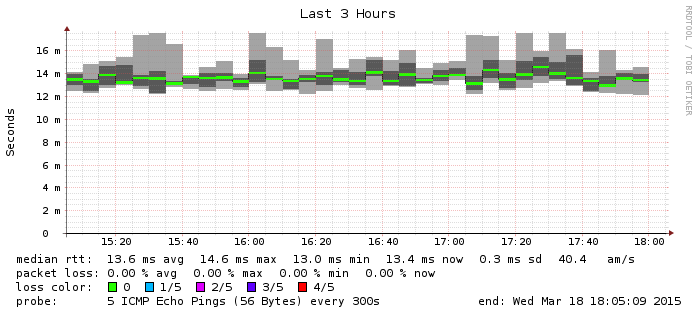 Last 3 Hours
RRDTOOL / TOBI OETIKER
Seconds
16 m
14 m
12 m
10 m
8 m
6 m
4 m
2 m
0
15:20 15:40 16:00 16:20 16:40 17:00 17:20 17:40 18:00
median rtt: 13.6 ms avg 14.6 ms max 13.0 ms min 13.4 ms now 0.3 ms sd 40.4 am/s
packet loss: 0.00 % avg 0.00 % max 0.00 % min 0.00 % now
loss color: 0 1/5 2/5 3/5 4/5
probe: 5 ICMP Echo Pings (56 Bytes) every 300s end: Wed Mar 18 18:05:09 2015